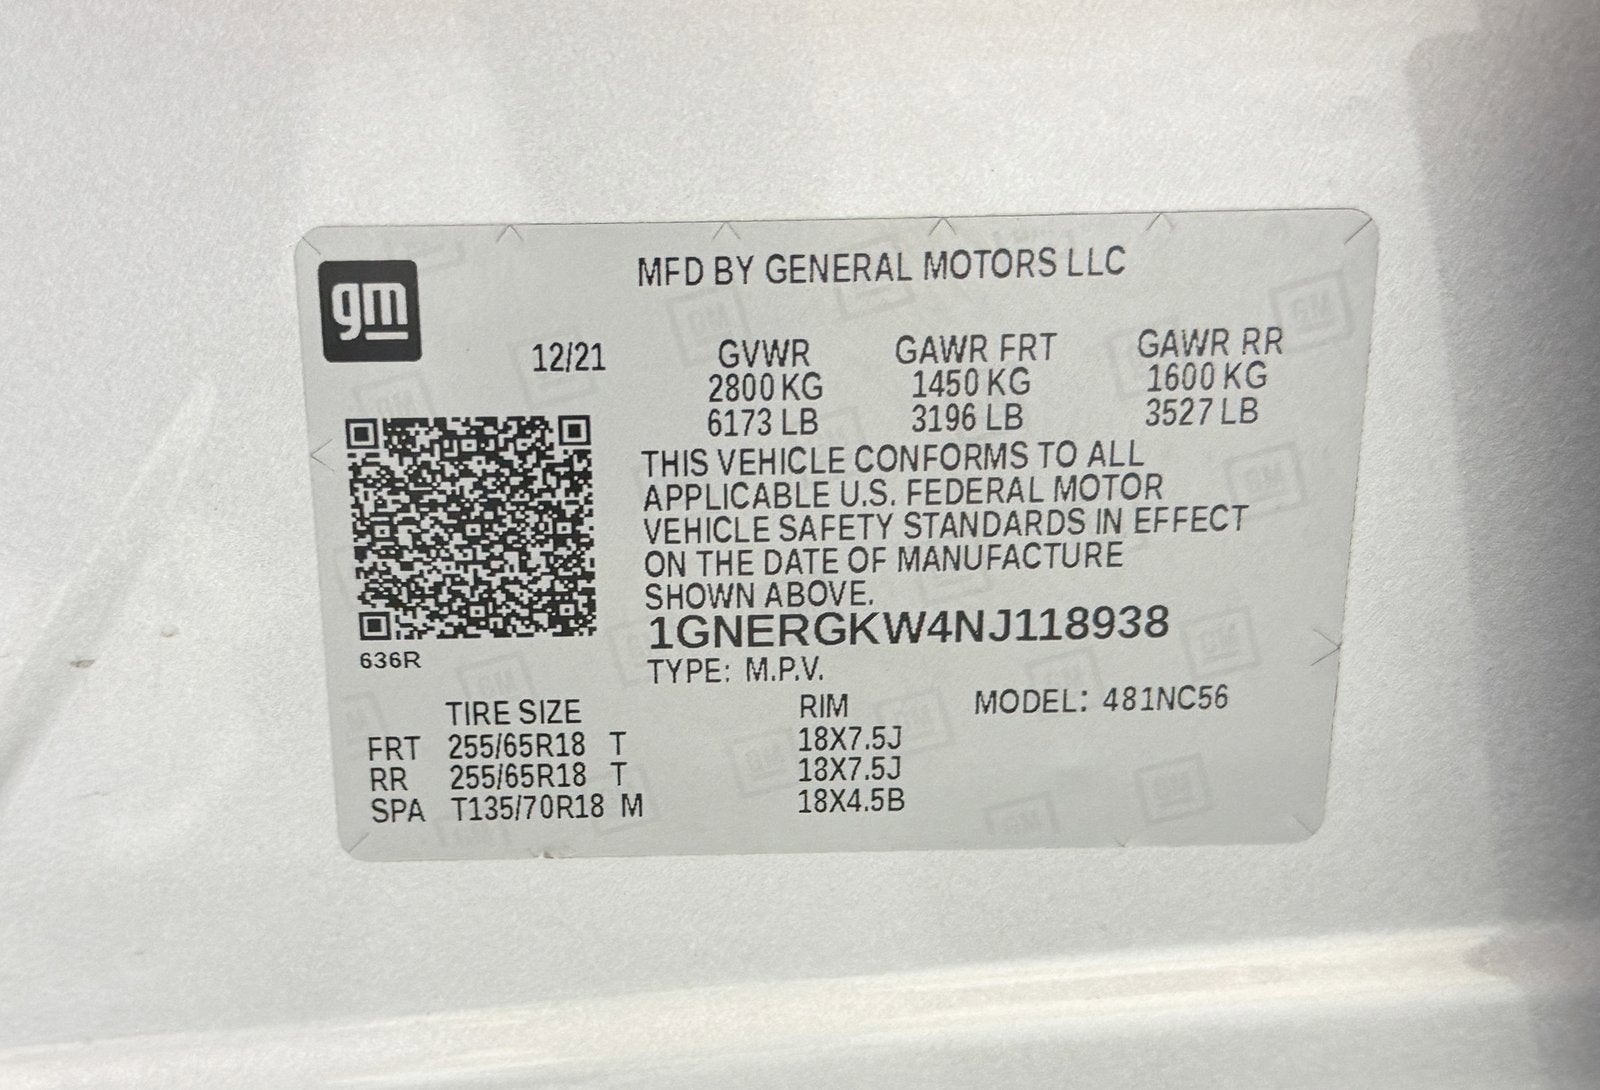 gm
MFD BY GENERAL MOTORS LLC
12/21 GVWR GAWR FRT GAWR RR
2800 KG 1450 KG 1600 KG
6173 LB 3196 LB 3527 LB
THIS VEHICLE CONFORMS TO ALL
APPLICABLE U.S. FEDERAL MOTOR
VEHICLE SAFETY STANDARDS IN EFFECT
ON THE DATE OF MANUFACTURE
SHOWN ABOVE.
1GNERGKW4NJ118938
636R
TYPE: M.P.V.
TIRE SIZE RIM MODEL: 481NC56
FRT 255/65R18 T 18X7.5J
RR 255/65R18 T 18X7.5J
SPA T135/70R18 M 18X4.5B